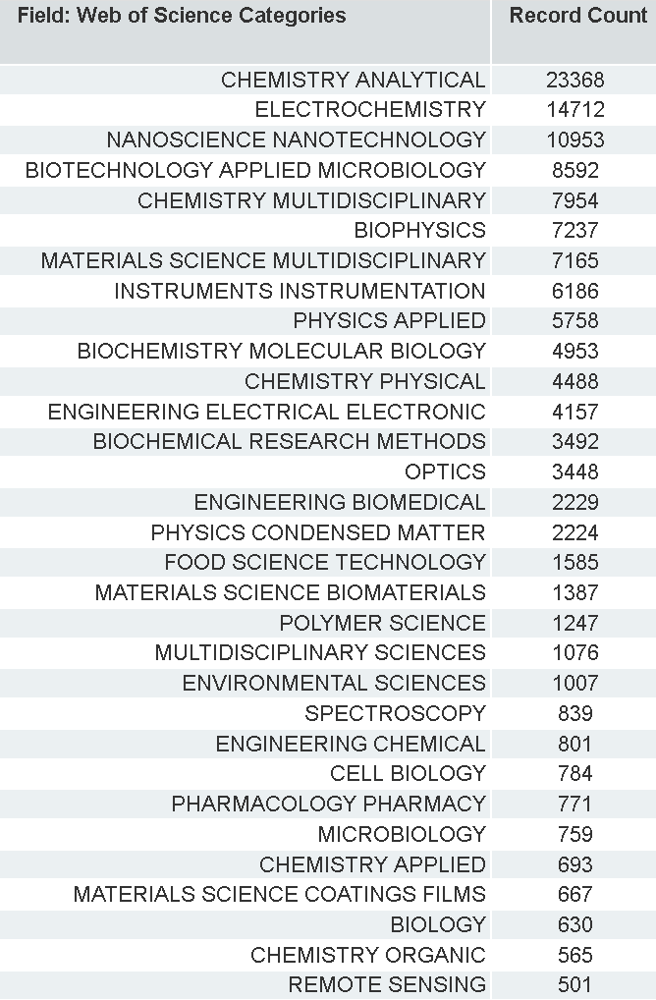 Field: Web of Science Categories Record Count
CHEMISTRY ANALYTICAL 23368
ELECTROCHEMISTRY 14712
NANOSCIENCE NANOTECHNOLOGY 10953
BIOTECHNOLOGY APPLIED MICROBIOLOGY 8592
CHEMISTRY MULTIDISCIPLINARY 7954
BIOPHYSICS 7237
MATERIALS SCIENCE MULTIDISCIPLINARY 7165
INSTRUMENTS INSTRUMENTATION 6186
PHYSICS APPLIED 5758
BIOCHEMISTRY MOLECULAR BIOLOGY 4953
CHEMISTRY PHYSICAL 4488
ENGINEERING ELECTRICAL ELECTRONIC 4157
BIOCHEMICAL RESEARCH METHODS 3492
OPTICS 3448
ENGINEERING BIOMEDICAL 2229
PHYSICS CONDENSED MATTER 2224
FOOD SCIENCE TECHNOLOGY 1585
MATERIALS SCIENCE BIOMATERIALS 1387
POLYMER SCIENCE 1247
MULTIDISCIPLINARY SCIENCES 1076
ENVIRONMENTAL SCIENCES 1007
SPECTROSCOPY 839
ENGINEERING CHEMICAL 801
CELL BIOLOGY 784
PHARMACOLOGY PHARMACY 771
MICROBIOLOGY 759
CHEMISTRY APPLIED 693
MATERIALS SCIENCE COATINGS FILMS 667
BIOLOGY 630
CHEMISTRY ORGANIC 565
REMOTE SENSING 501